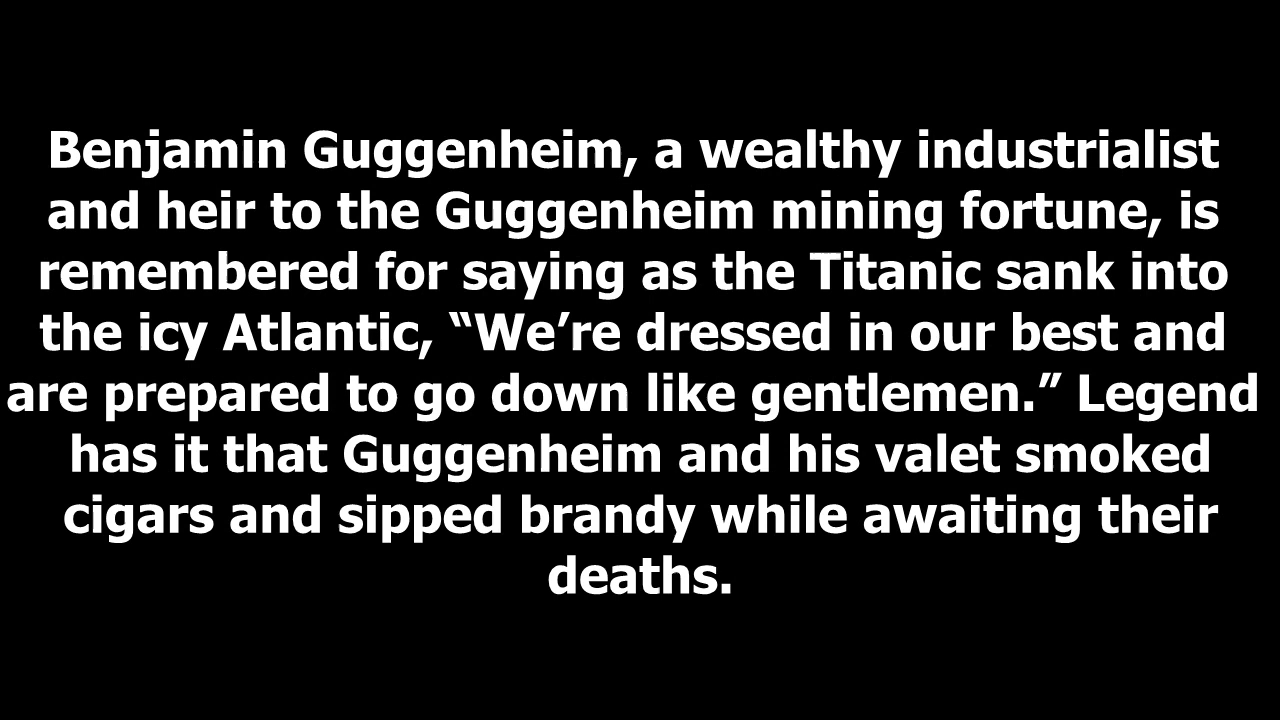 Benjamin Guggenheim, a wealthy industrialist
and heir to the Guggenheim mining fortune, is
remembered for saying as the Titanic sank into
the icy Atlantic, “We’re dressed in our best and
are prepared to go down like gentlemen.” Legend
has it that Guggenheim and his valet smoked
cigars and sipped brandy while awaiting their
deaths.